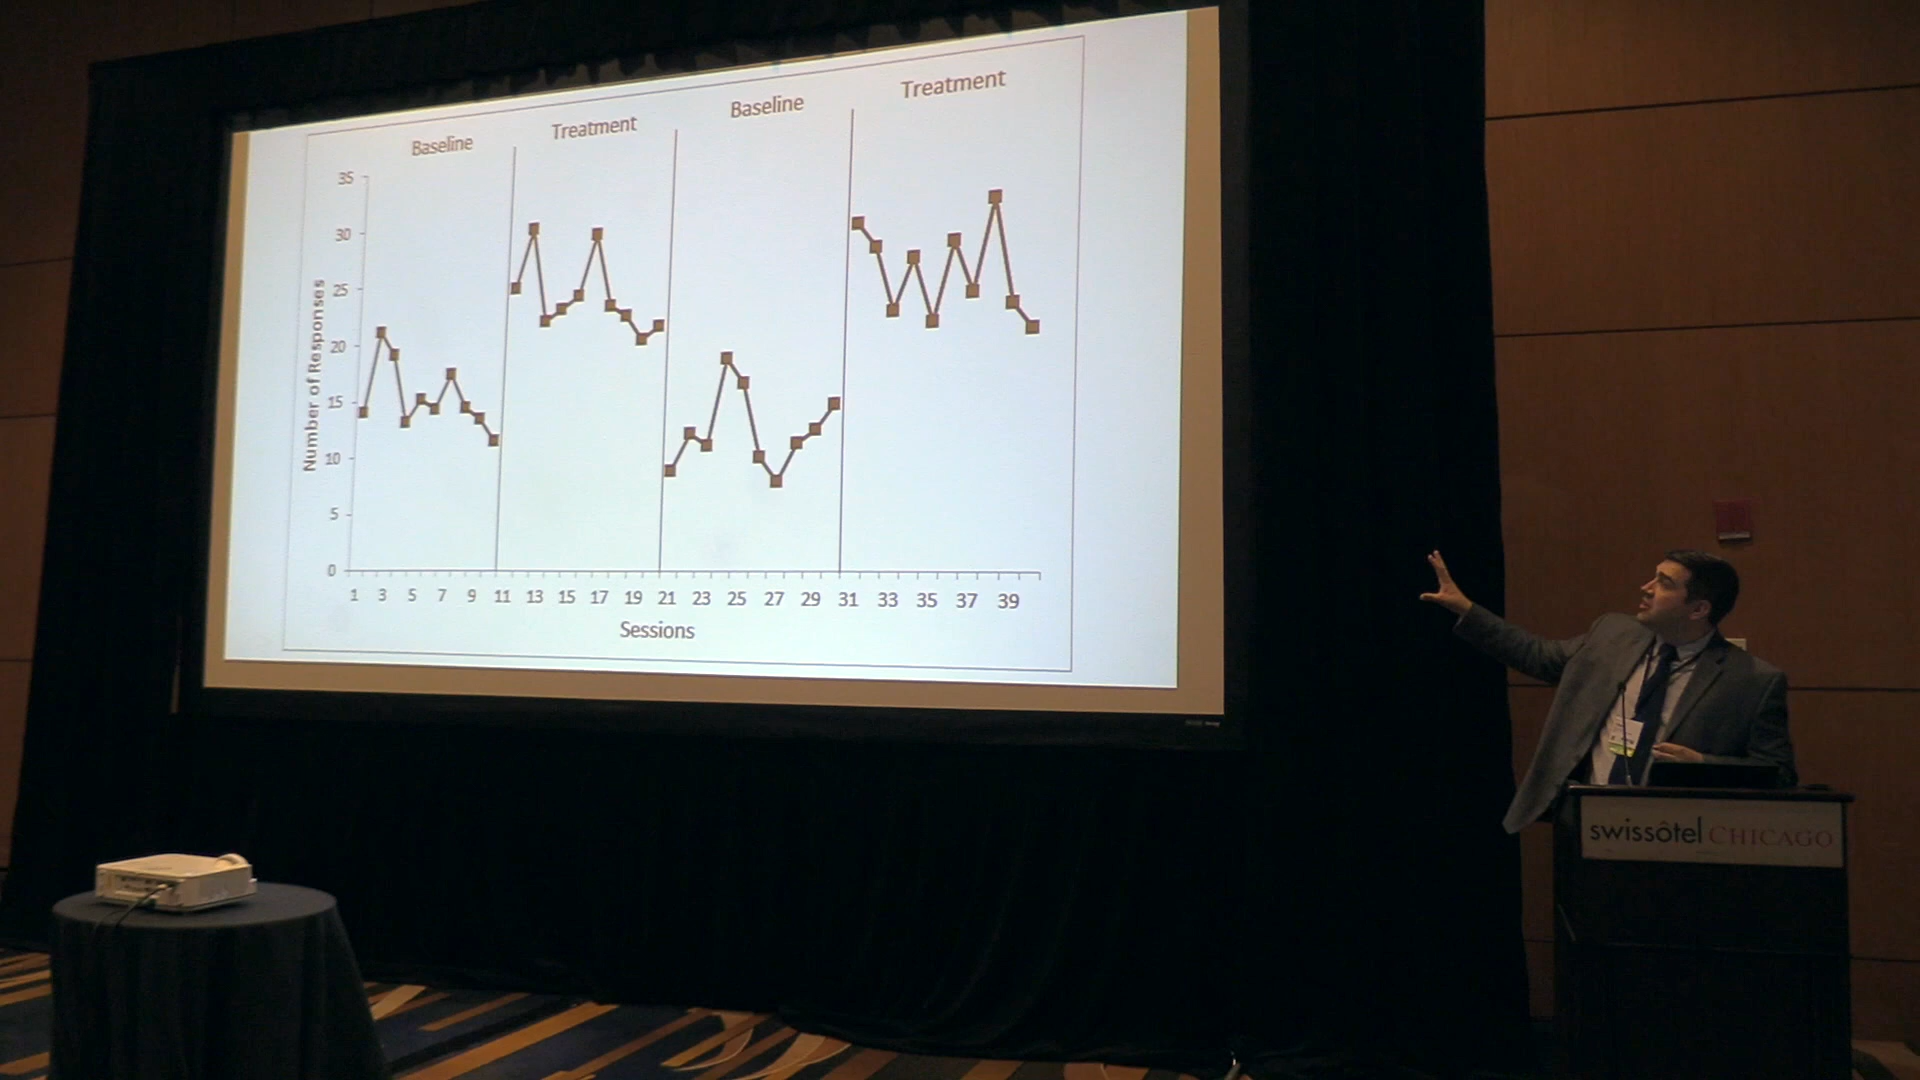 Baseline
Treatment
Baseline
Treatment
35
30
25
20
15
10
5
0
Number of Responses
1 3 5 7 9 11 13 15 17 19 21 23 25 27 29 31 33 35 37 39
Sessions
swissôtel CHICAGO